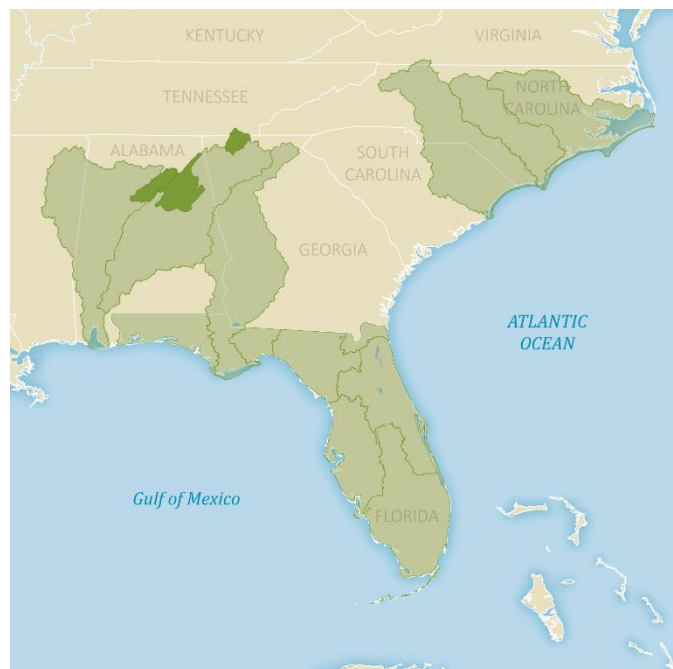 KENTUCKY
VIRGINIA
TENNESSEE
NORTH
CAROLINA
ALABAMA
SOUTH
CAROLINA
GEORGIA
ATLANTIC
OCEAN
Gulf of Mexico
FLORIDA